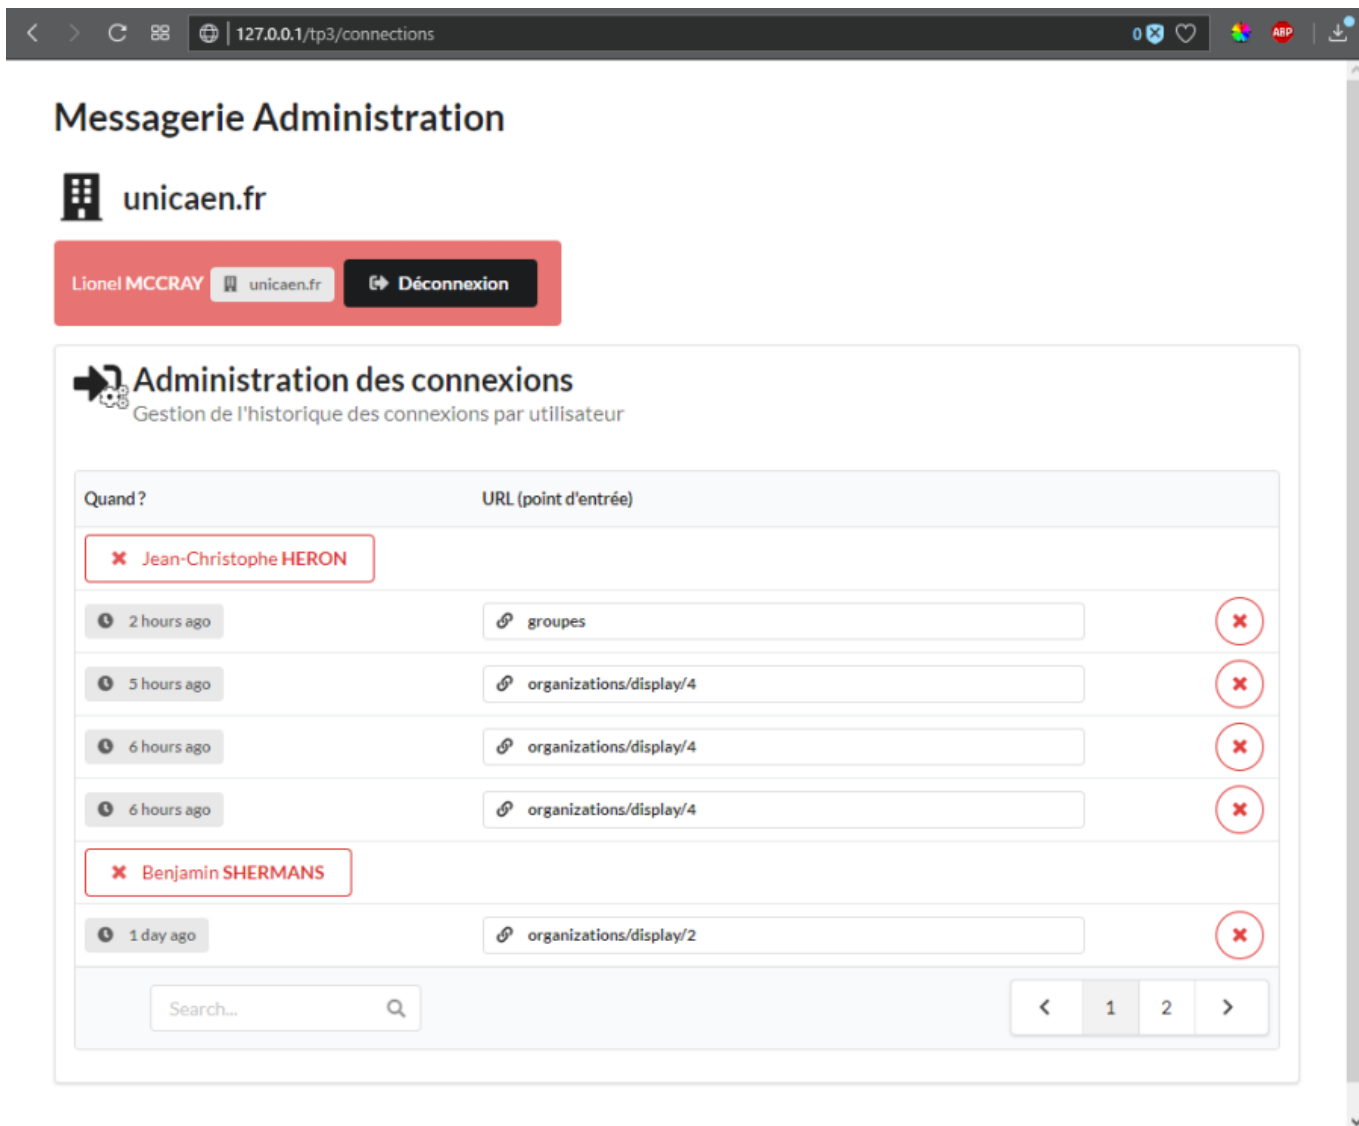 127.0.0.1/tp3/connections 0 ABP
Messagerie Administration
unicaen.fr
Lionel MCCRAY unicaen.fr Déconnexion
Administration des connexions
Gestion de l'historique des connexions par utilisateur
Quand ? URL (point d'entrée)
Jean-Christophe HERON
2 hours ago groupes
5 hours ago organizations/display/4
6 hours ago organizations/display/4
6 hours ago organizations/display/4
Benjamin SHERMANS
1 day ago organizations/display/2
Search... 1 2